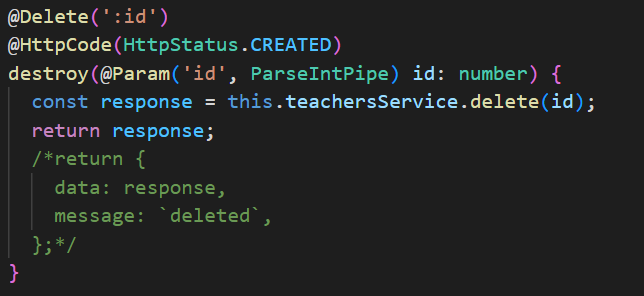 @Delete(':id')
@HttpCode(HttpStatus.CREATED)
destroy(@Param('id', ParseIntPipe) id: number) {
  const response = this.teachersService.delete(id);
  return response;
  /*return {
    data: response,
    message: `deleted`,
  };*/
}